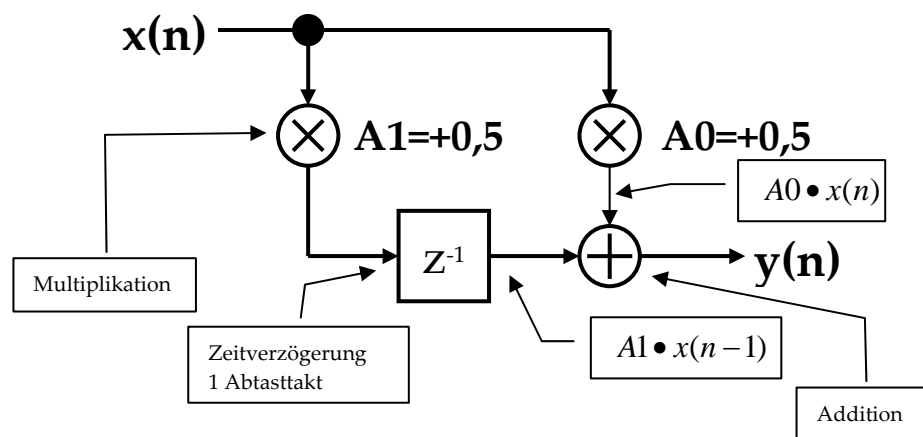 x(n)
A1=+0,5
A0=+0,5
A0 • x(n)
Multiplikation
Z⁻¹
y(n)
Zeitverzögerung
1 Abtasttakt
A1 • x(n − 1)
Addition